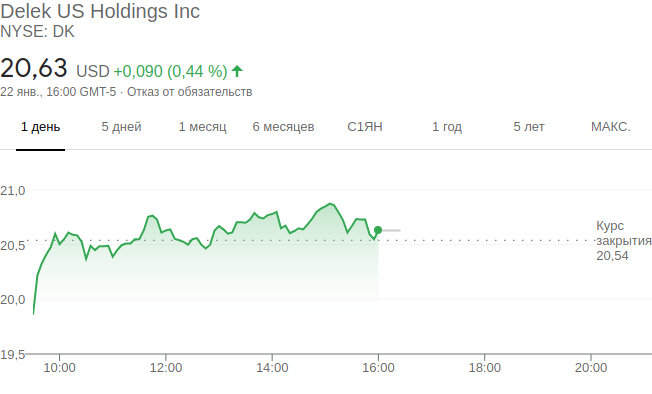 Delek US Holdings Inc
NYSE: DK
20,63 USD +0,090 (0,44 %)
22 янв., 16:00 GMT-5 · Отказ от обязательств
1 день 5 дней 1 месяц 6 месяцев С1ЯН 1 год 5 лет МАКС.
21,0
Курс
20,5 закрытия
20,54
20,0
19,5
10:00 12:00 14:00 16:00 18:00 20:00